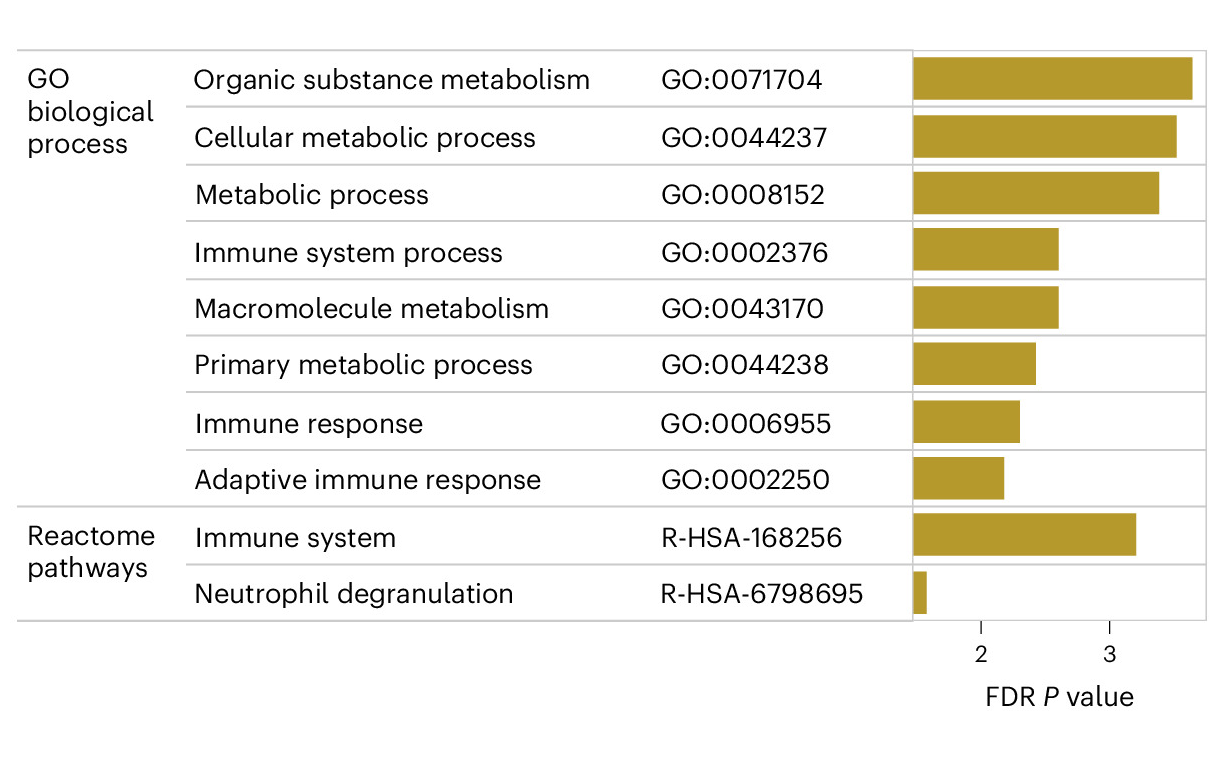 GO
biological
process
Organic substance metabolism GO:0071704
Cellular metabolic process GO:0044237
Metabolic process GO:0008152
Immune system process GO:0002376
Macromolecule metabolism GO:0043170
Primary metabolic process GO:0044238
Immune response GO:0006955
Adaptive immune response GO:0002250
Reactome
pathways
Immune system R-HSA-168256
Neutrophil degranulation R-HSA-6798695
2 3
FDR P value